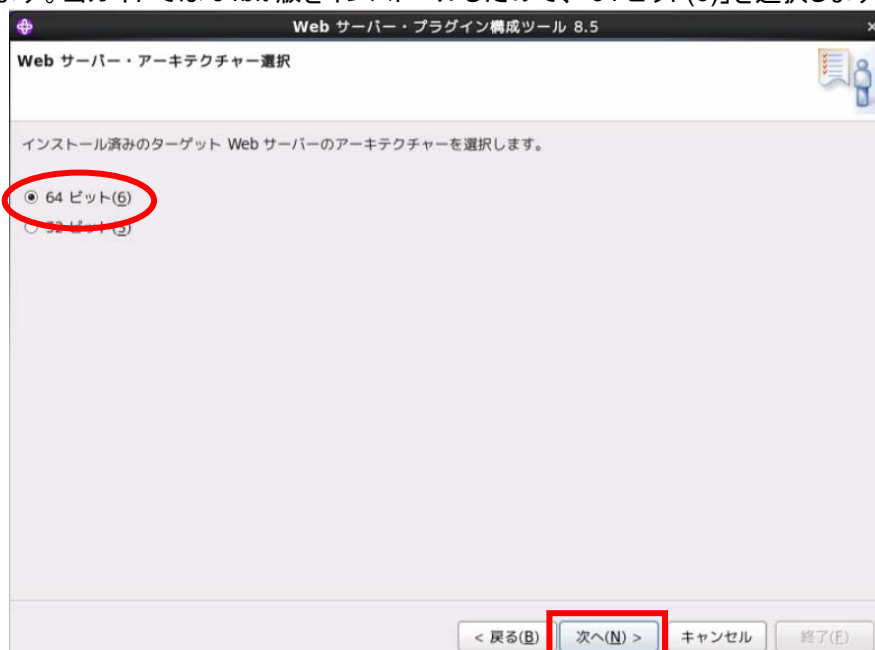 Web サーバー・プラグイン構成ツール 8.5
Web サーバー・アーキテクチャー選択
インストール済みのターゲット Web サーバーのアーキテクチャーを選択します。
64 ビット(6)
32 ビット(3)
< 戻る(B) 次へ(N) > キャンセル 終了(F)